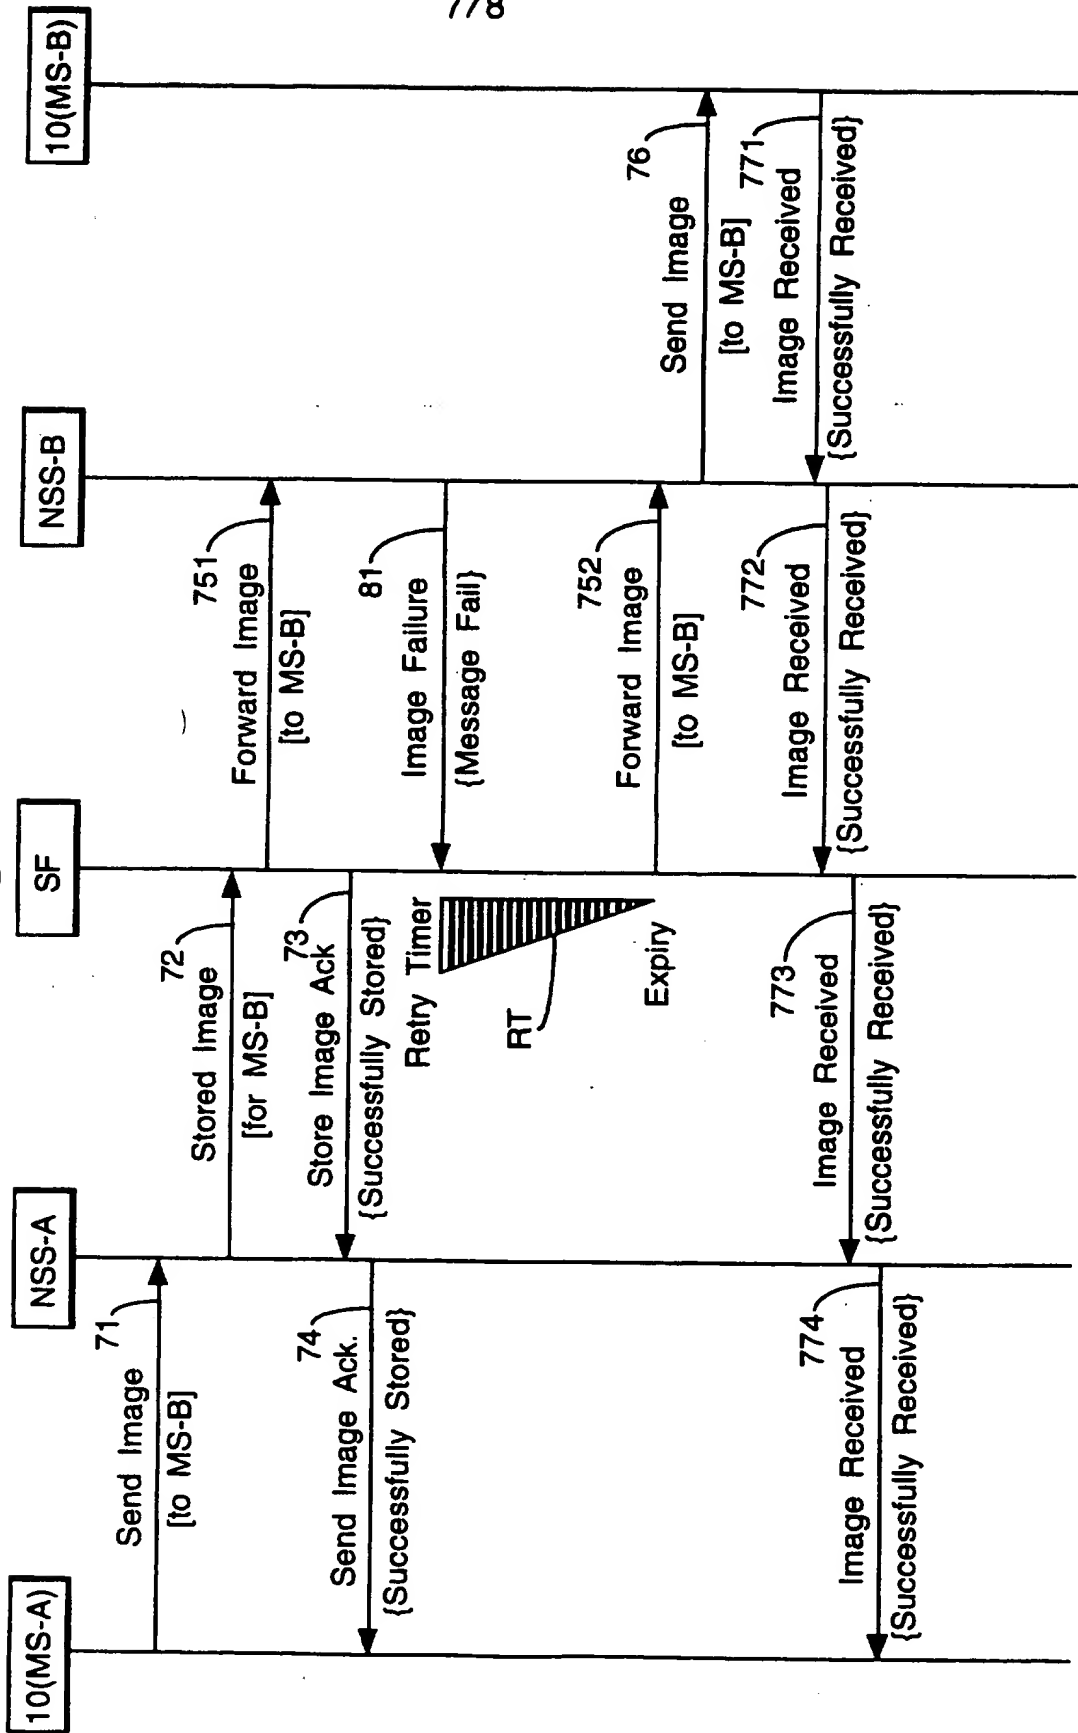 7/8
10(MS-A)
NSS-A
SF
NSS-B
10(MS-B)
71
Send Image
[to MS-B]
72
Stored Image
[for MS-B]
751
Forward Image
[to MS-B]
73
Store Image Ack
{Successfully Stored}
74
Send Image Ack.
{Successfully Stored}
81
Image Failure
{Message Fail}
Retry Timer
RT
Expiry
752
Forward Image
[to MS-B]
76
Send Image
[to MS-B]
771
Image Received
{Successfully Received}
772
Image Received
{Successfully Received}
773
Image Received
{Successfully Received}
774
Image Received
{Successfully Received}